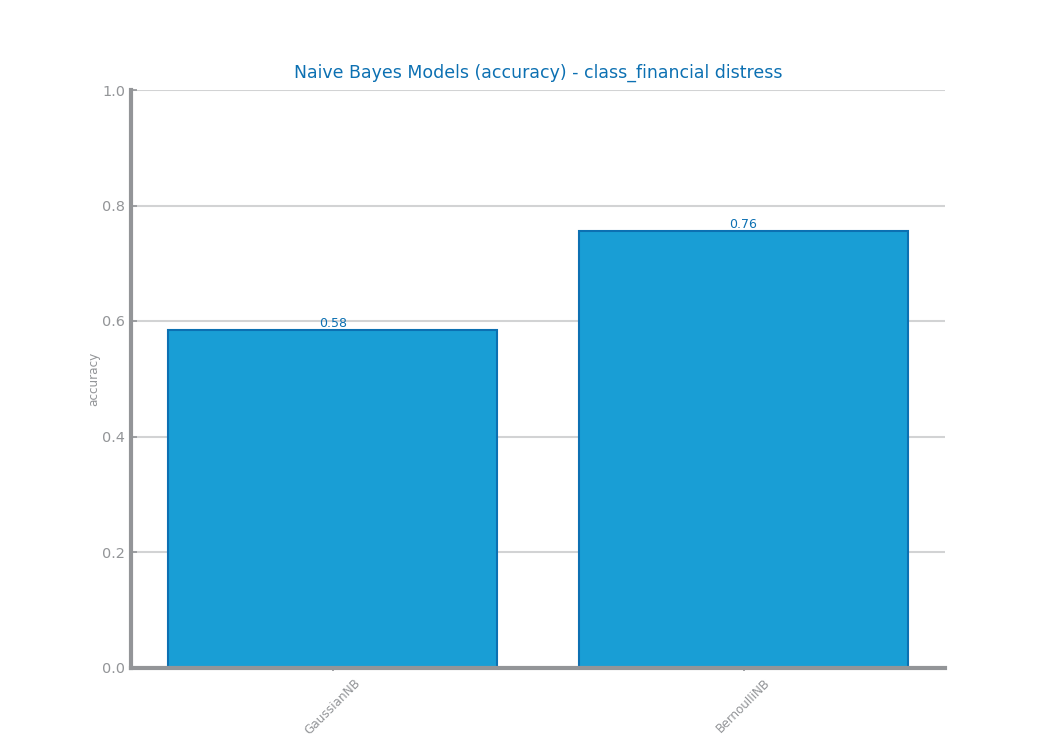 Naive Bayes Models (accuracy) - class_financial distress
1.0
0.8
0.76
0.6
0.58
accuracy
0.4
0.2
0.0
GaussianNB
BernoulliNB